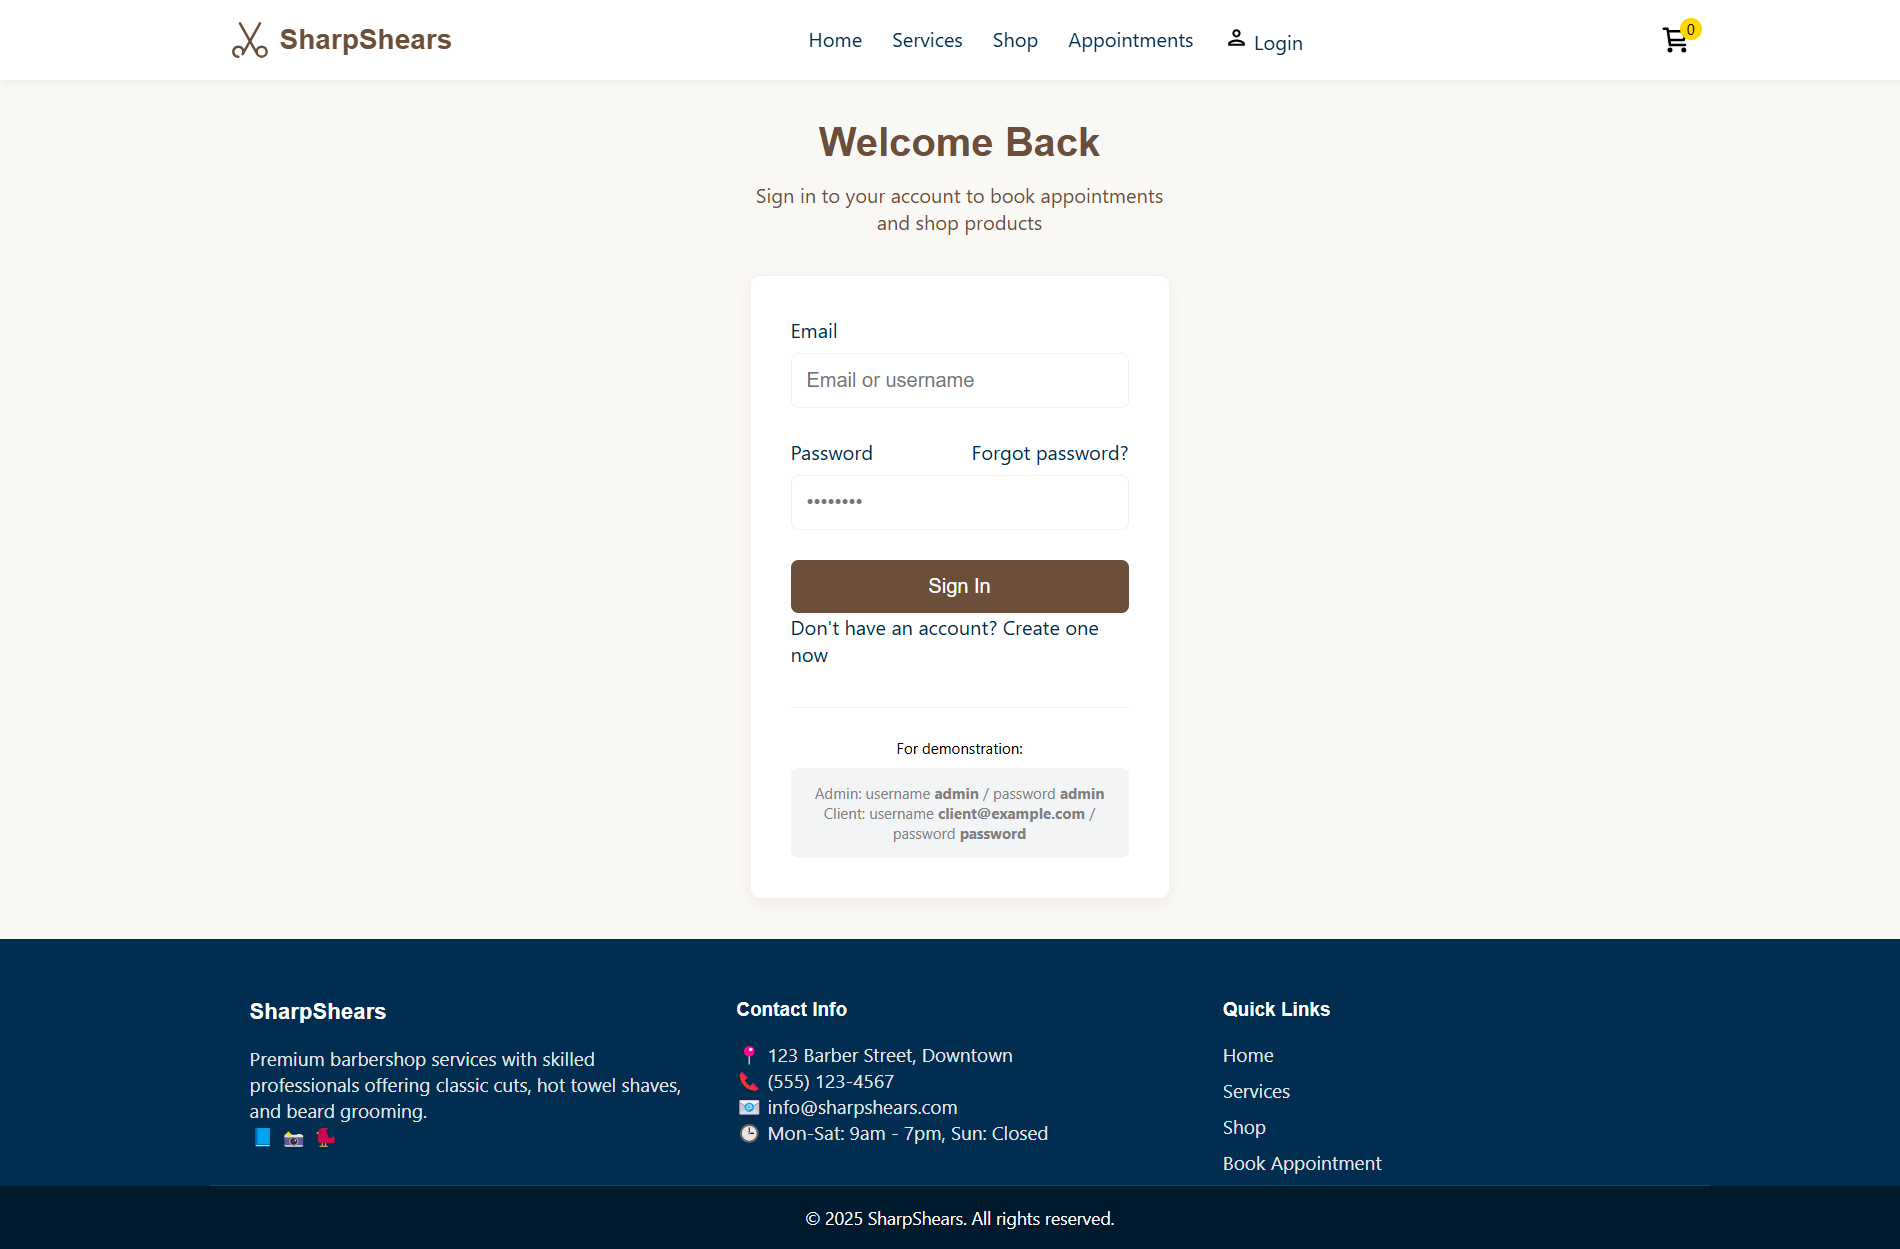 SharpShears
Home Services Shop Appointments Login
0
Welcome Back
Sign in to your account to book appointments
and shop products
Email
Email or username
Password Forgot password?
••••••••
Sign In
Don't have an account? Create one
now
For demonstration:
Admin: username admin / password admin
Client: username client@example.com /
password password
SharpShears
Premium barbershop services with skilled
professionals offering classic cuts, hot towel shaves,
and beard grooming.
Contact Info
123 Barber Street, Downtown
(555) 123-4567
info@sharpshears.com
Mon-Sat: 9am - 7pm, Sun: Closed
Quick Links
Home
Services
Shop
Book Appointment
© 2025 SharpShears. All rights reserved.